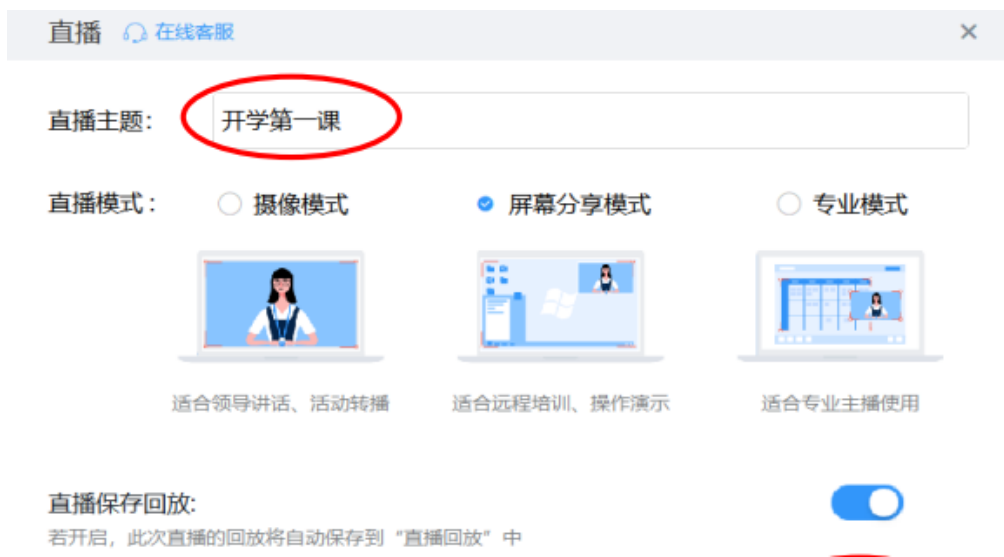 直播 在线客服
直播主题：
开学第一课
直播模式： 摄像模式 屏幕分享模式 专业模式
适合领导讲话、活动转播 适合远程培训、操作演示 适合专业主播使用
直播保存回放:
若开启，此次直播的回放将自动保存到“直播回放”中